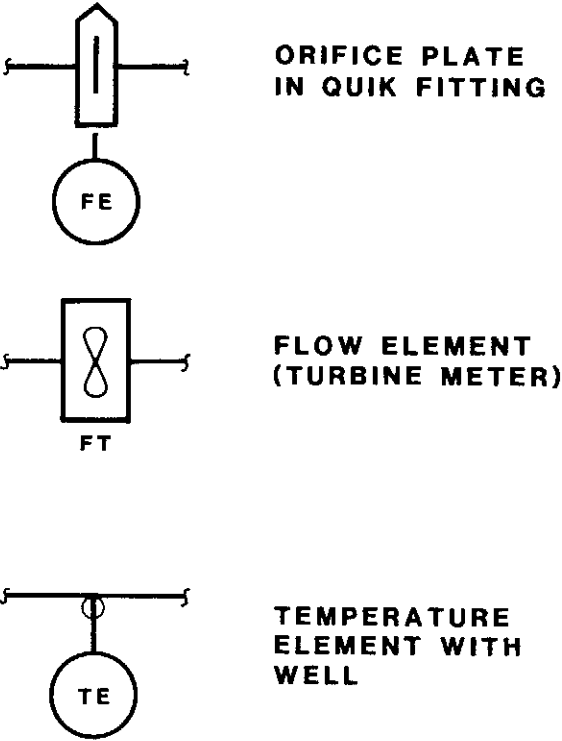 ORIFICE PLATE
IN QUIK FITTING
FE
FLOW ELEMENT
(TURBINE METER)
FT
TEMPERATURE
ELEMENT WITH
WELL
TE